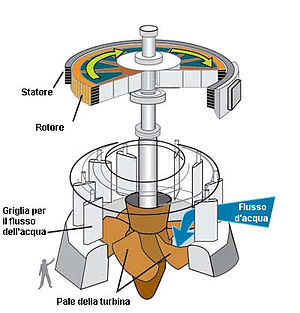 Statore
Rotore
Griglia per
il flusso
dell'acqua
Flusso
d'acqua
Pale della turbina